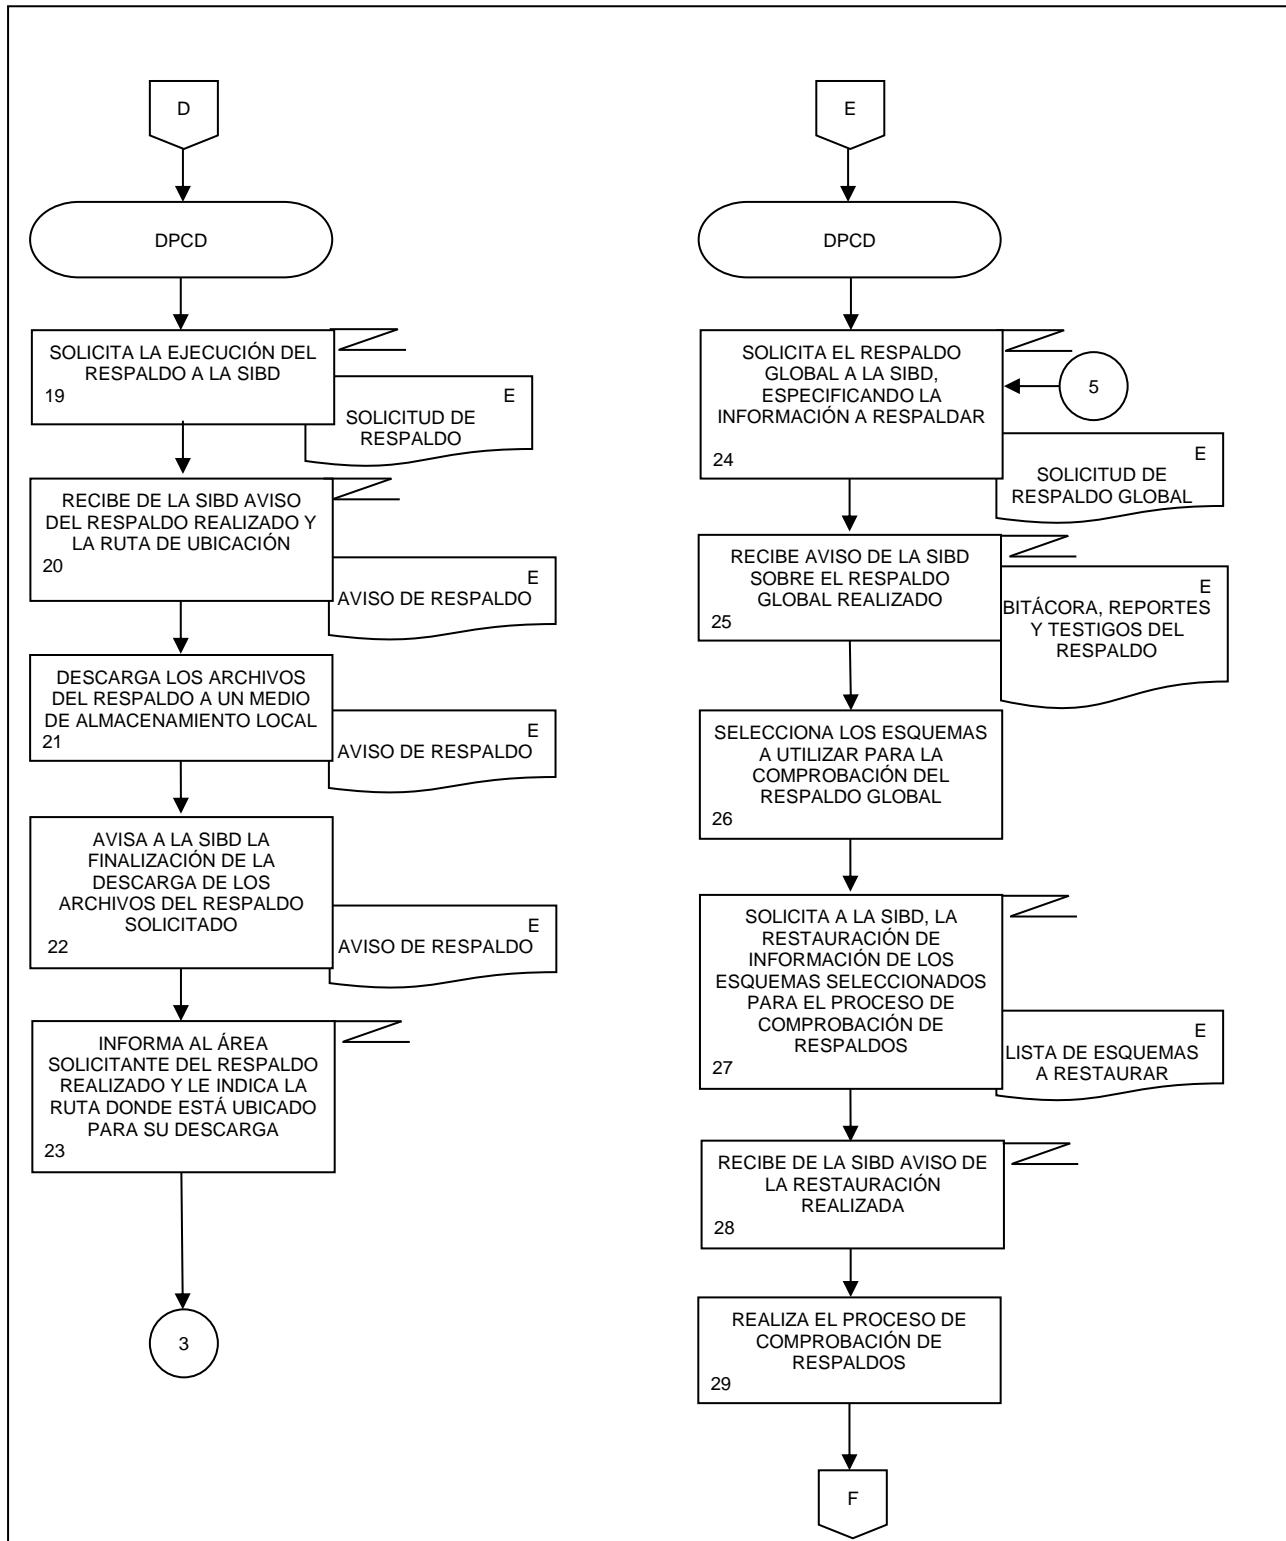 D
DPCD
SOLICITA LA EJECUCIÓN DEL
RESPALDO A LA SIBD
19
E
SOLICITUD DE
RESPALDO
RECIBE DE LA SIBD AVISO
DEL RESPALDO REALIZADO Y
LA RUTA DE UBICACIÓN
20
E
AVISO DE RESPALDO
DESCARGA LOS ARCHIVOS
DEL RESPALDO A UN MEDIO
DE ALMACENAMIENTO LOCAL
21
E
AVISO DE RESPALDO
AVISA A LA SIBD LA
FINALIZACIÓN DE LA
DESCARGA DE LOS
ARCHIVOS DEL RESPALDO
SOLICITADO
22
E
AVISO DE RESPALDO
INFORMA AL ÁREA
SOLICITANTE DEL RESPALDO
REALIZADO Y LE INDICA LA
RUTA DONDE ESTÁ UBICADO
PARA SU DESCARGA
23
3
E
DPCD
SOLICITA EL RESPALDO
GLOBAL A LA SIBD,
ESPECIFICANDO LA
INFORMACIÓN A RESPALDAR
24
5
E
SOLICITUD DE
RESPALDO GLOBAL
RECIBE AVISO DE LA SIBD
SOBRE EL RESPALDO
GLOBAL REALIZADO
25
E
BITÁCORA, REPORTES
Y TESTIGOS DEL
RESPALDO
SELECCIONA LOS ESQUEMAS
A UTILIZAR PARA LA
COMPROBACIÓN DEL
RESPALDO GLOBAL
26
SOLICITA A LA SIBD, LA
RESTAURACIÓN DE
INFORMACIÓN DE LOS
ESQUEMAS SELECCIONADOS
PARA EL PROCESO DE
COMPROBACIÓN DE
RESPALDOS
27
E
LISTA DE ESQUEMAS
A RESTAURAR
RECIBE DE LA SIBD AVISO DE
LA RESTAURACIÓN
REALIZADA
28
REALIZA EL PROCESO DE
COMPROBACIÓN DE
RESPALDOS
29
F